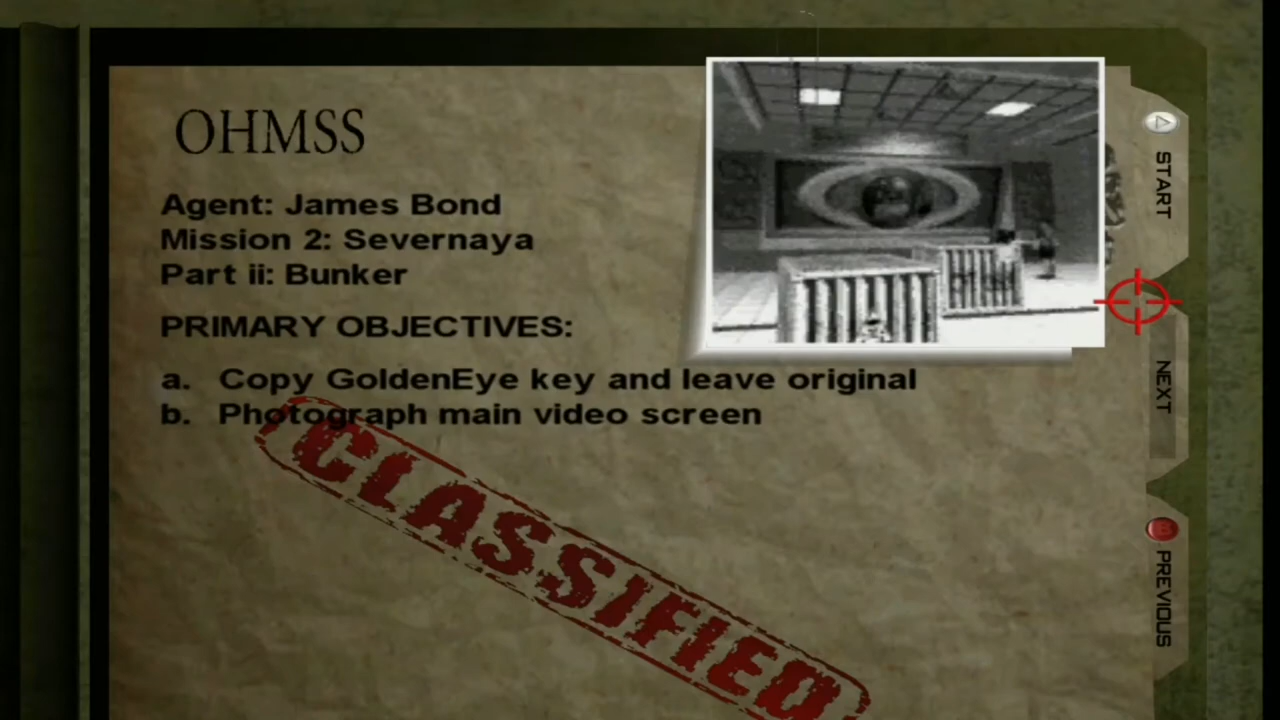 OHMSS
Agent: James Bond
Mission 2: Severnaya
Part ii: Bunker
PRIMARY OBJECTIVES:
a. Copy GoldenEye key and leave original
b. Photograph main video screen
CLASSIFIED
START
NEXT
PREVIOUS